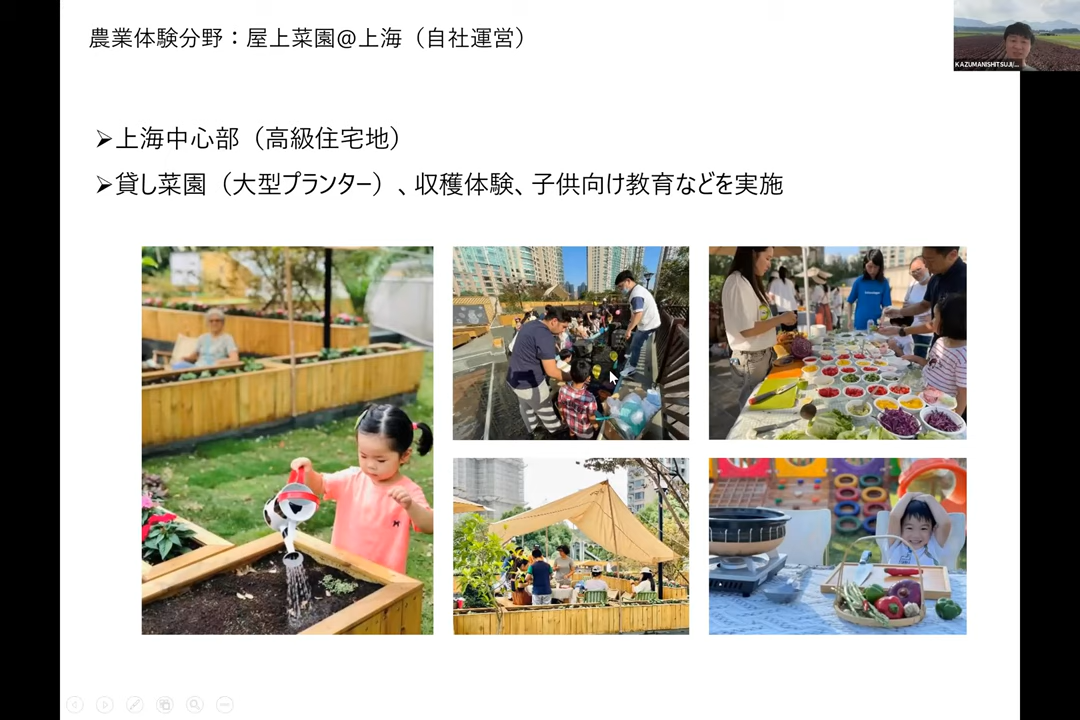 農業体験分野：屋上菜園@上海（自社運営）
KAZUMANISHITSUJI/...
➢上海中心部（高級住宅地）
➢貸し菜園（大型プランター）、収穫体験、子供向け教育などを実施